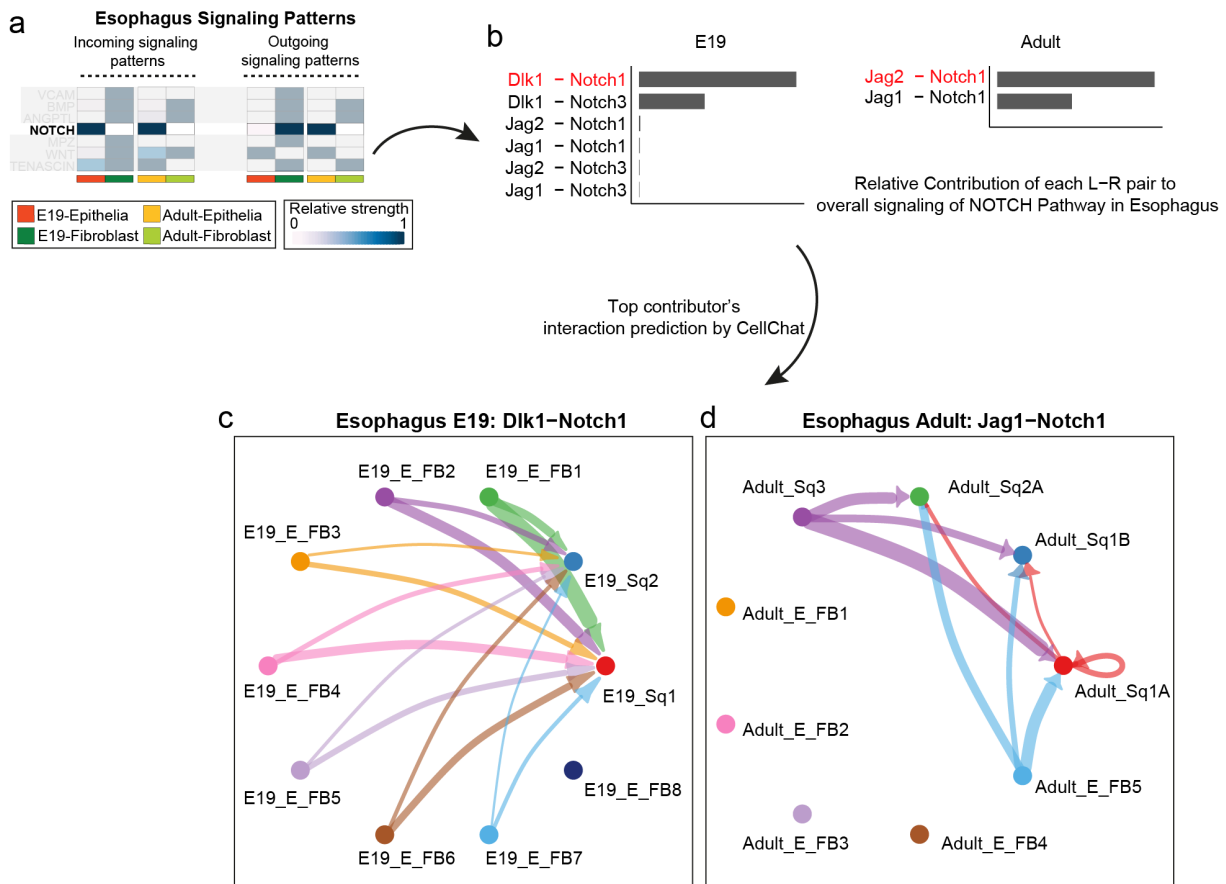 a
Esophagus Signaling Patterns
Incoming signaling
patterns
Outgoing
signaling patterns
VCAM
BMP
ANGPTL
NOTCH
MPZ
WNT
TENASCIN
E19-Epithelia
Adult-Epithelia
E19-Fibroblast
Adult-Fibroblast
Relative strength
0 1
b
E19
Dlk1 − Notch1
Dlk1 − Notch3
Jag2 − Notch1
Jag1 − Notch1
Jag2 − Notch3
Jag1 − Notch3
Adult
Jag2 − Notch1
Jag1 − Notch1
Relative Contribution of each L−R pair to
overall signaling of NOTCH Pathway in Esophagus
Top contributor's
interaction prediction by CellChat
c
Esophagus E19: Dlk1−Notch1
E19_E_FB2
E19_E_FB1
E19_E_FB3
E19_Sq2
E19_E_FB4
E19_Sq1
E19_E_FB5
E19_E_FB8
E19_E_FB6
E19_E_FB7
d
Esophagus Adult: Jag1−Notch1
Adult_Sq3
Adult_Sq2A
Adult_Sq1B
Adult_E_FB1
Adult_Sq1A
Adult_E_FB2
Adult_E_FB5
Adult_E_FB3
Adult_E_FB4